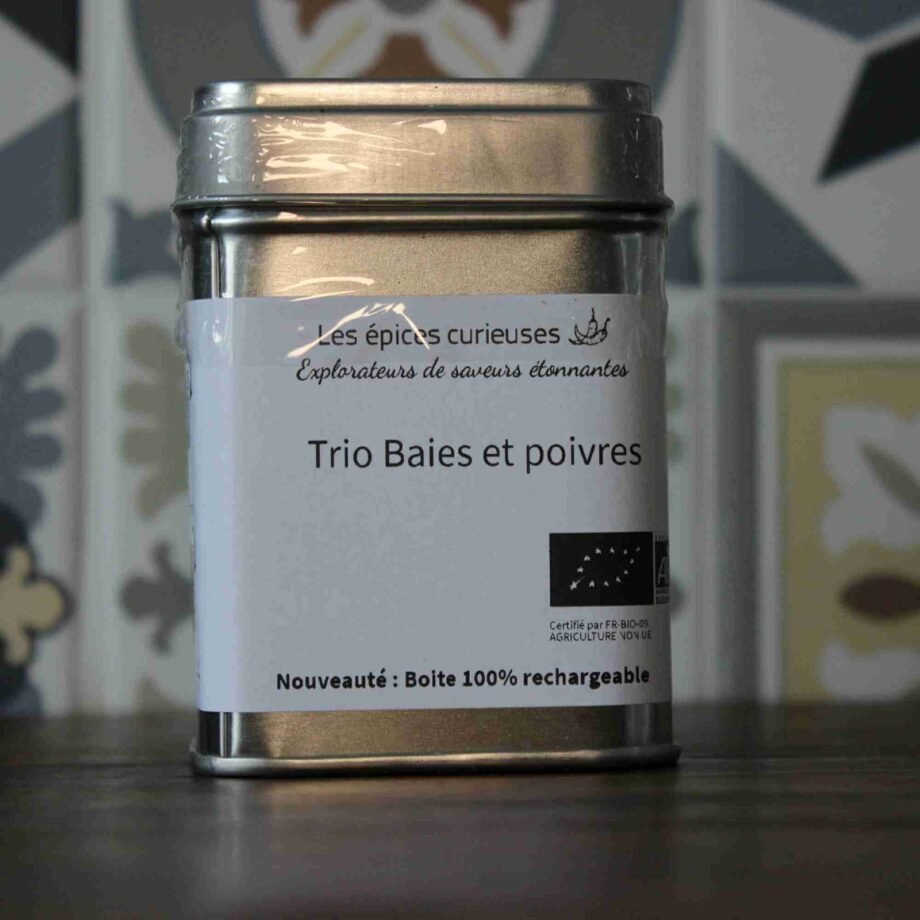 Les épices curieuses
Explorateurs de saveurs étonnantes
Trio Baies et poivres
Certifié par FR-BIO-09
AGRICULTURE NON UE
Nouveauté : Boite 100% rechargeable